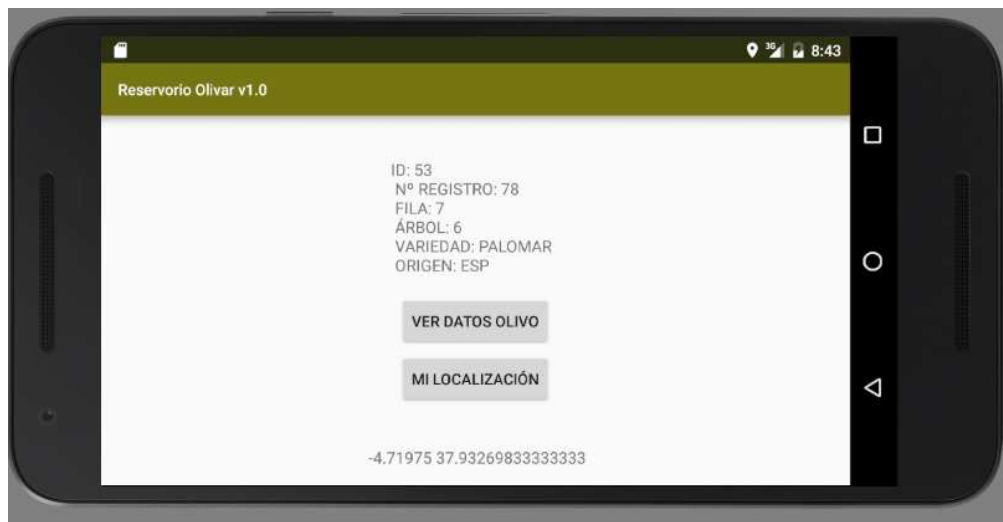 3G 8:43
Reservorio Olivar v1.0
ID: 53
Nº REGISTRO: 78
FILA: 7
ÁRBOL: 6
VARIEDAD: PALOMAR
ORIGEN: ESP
VER DATOS OLIVO
MI LOCALIZACIÓN
-4.71975 37.93269833333333